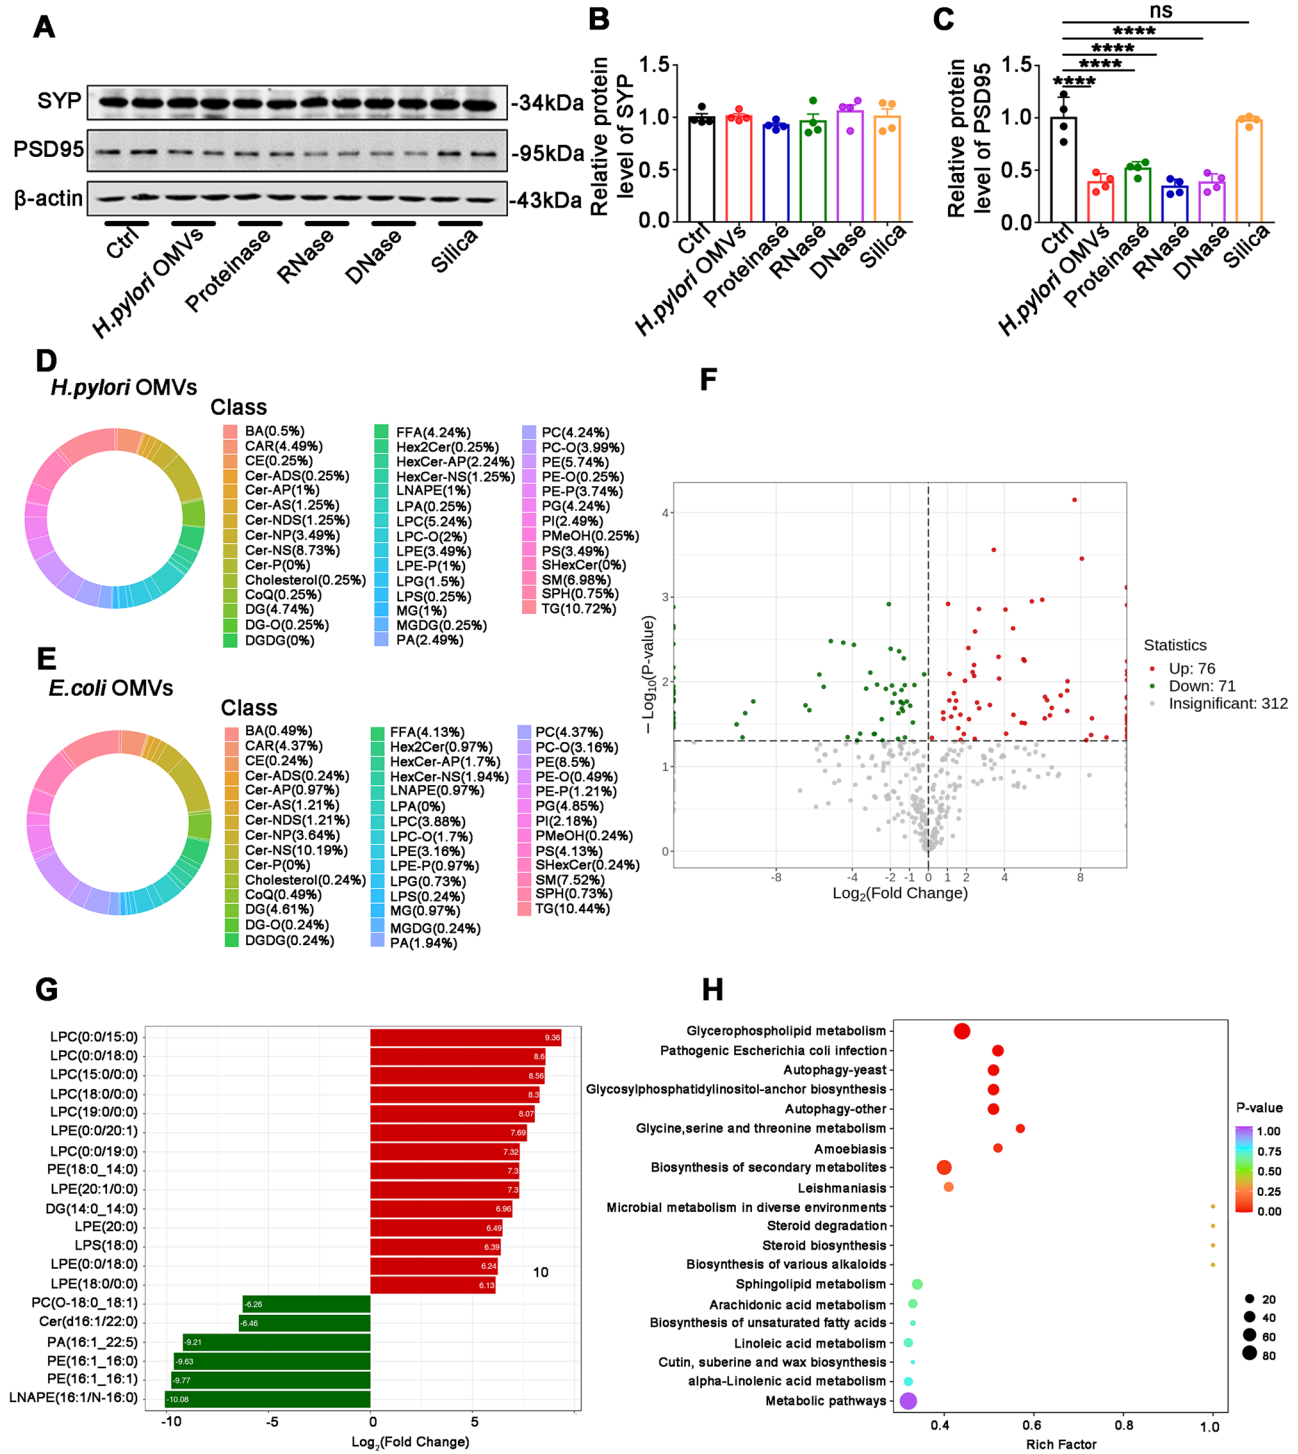 A
SYP
-34kDa
PSD95
-95kDa
β-actin
-43kDa
Ctrl
H.pylori OMVs
Proteinase
RNase
DNase
Silica
B
Relative protein
level of SYP
1.5
1.0
0.5
0.0
Ctrl
H.pylori OMVs
Proteinase
RNase
DNase
Silica
C
Relative protein
level of PSD95
ns
****
****
****
****
1.5
1.0
0.5
0.0
Ctrl
H.pylori OMVs
Proteinase
RNase
DNase
Silica
D
H.pylori OMVs
Class
BA(0.5%)
CAR(4.49%)
CE(0.25%)
Cer-ADS(0.25%)
Cer-AP(1%)
Cer-AS(1.25%)
Cer-NDS(1.25%)
Cer-NP(3.49%)
Cer-NS(8.73%)
Cer-P(0%)
Cholesterol(0.25%)
CoQ(0.25%)
DG(4.74%)
DG-O(0.25%)
DGDG(0%)
FFA(4.24%)
Hex2Cer(0.25%)
HexCer-AP(2.24%)
HexCer-NS(1.25%)
LNAPE(1%)
LPA(0.25%)
LPC(5.24%)
LPC-O(2%)
LPE(3.49%)
LPE-P(1%)
LPG(1.5%)
LPS(0.25%)
MG(1%)
MGDG(0.25%)
PA(2.49%)
PC(4.24%)
PC-O(3.99%)
PE(5.74%)
PE-O(0.25%)
PE-P(3.74%)
PG(4.24%)
PI(2.49%)
PMeOH(0.25%)
PS(3.49%)
SHexCer(0%)
SM(6.98%)
SPH(0.75%)
TG(10.72%)
E
E.coli OMVs
Class
BA(0.49%)
CAR(4.37%)
CE(0.24%)
Cer-ADS(0.24%)
Cer-AP(0.97%)
Cer-AS(1.21%)
Cer-NDS(1.21%)
Cer-NP(3.64%)
Cer-NS(10.19%)
Cer-P(0%)
Cholesterol(0.24%)
CoQ(0.49%)
DG(4.61%)
DG-O(0.24%)
DGDG(0.24%)
FFA(4.13%)
Hex2Cer(0.97%)
HexCer-AP(1.7%)
HexCer-NS(1.94%)
LNAPE(0.97%)
LPA(0%)
LPC(3.88%)
LPC-O(1.7%)
LPE(3.16%)
LPE-P(0.97%)
LPG(0.73%)
LPS(0.24%)
MG(0.97%)
MGDG(0.24%)
PA(1.94%)
PC(4.37%)
PC-O(3.16%)
PE(8.5%)
PE-O(0.49%)
PE-P(1.21%)
PG(4.85%)
PI(2.18%)
PMeOH(0.24%)
PS(4.13%)
SHexCer(0.24%)
SM(7.52%)
SPH(0.73%)
TG(10.44%)
F
−Log10(P-value)
4
3
2
1
0
-8
-4
-2
-1
0
1
2
4
8
Log2(Fold Change)
Statistics
Up: 76
Down: 71
Insignificant: 312
G
LPC(0:0/15:0)
9.36
LPC(0:0/18:0)
8.6
LPC(15:0/0:0)
8.56
LPC(18:0/0:0)
8.3
LPC(19:0/0:0)
8.07
LPE(0:0/20:1)
7.69
LPC(0:0/19:0)
7.32
PE(18:0_14:0)
7.3
LPE(20:1/0:0)
7.3
DG(14:0_14:0)
6.96
LPE(20:0)
6.49
LPS(18:0)
6.39
LPE(0:0/18:0)
6.24
10
LPE(18:0/0:0)
6.13
PC(O-18:0_18:1)
-6.26
Cer(d16:1/22:0)
-6.46
PA(16:1_22:5)
-9.21
PE(16:1_16:0)
-9.63
PE(16:1_16:1)
-9.77
LNAPE(16:1/N-16:0)
-10.08
-10
-5
0
5
Log2(Fold Change)
H
Glycerophospholipid metabolism
Pathogenic Escherichia coli infection
Autophagy-yeast
Glycosylphosphatidylinositol-anchor biosynthesis
Autophagy-other
Glycine,serine and threonine metabolism
Amoebiasis
Biosynthesis of secondary metabolites
Leishmaniasis
Microbial metabolism in diverse environments
Steroid degradation
Steroid biosynthesis
Biosynthesis of various alkaloids
Sphingolipid metabolism
Arachidonic acid metabolism
Biosynthesis of unsaturated fatty acids
Linoleic acid metabolism
Cutin, suberine and wax biosynthesis
alpha-Linolenic acid metabolism
Metabolic pathways
0.4
0.6
0.8
1.0
Rich Factor
P-value
1.00
0.75
0.50
0.25
0.00
20
40
60
80